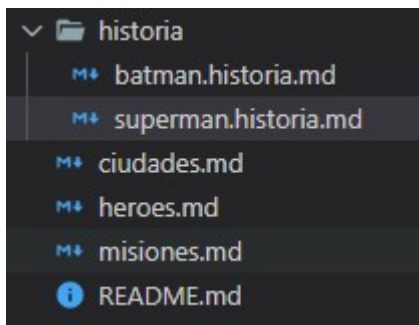 historia
batman.historia.md
superman.historia.md
ciudades.md
heroes.md
misiones.md
README.md